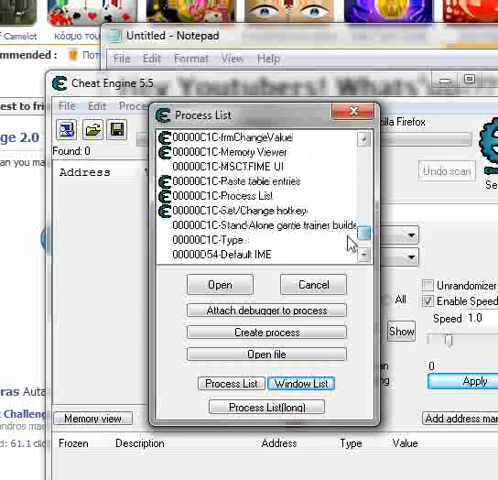 Camelot
κόσμο του
Untitled - Notepad
File Edit Format View Help
mmended :
Cheat Engine 5.5
Youtubers! Whats
File Edit
est to fri
Process List
lla Firefox
00000C1C-frmChangeValue
00000C1C-Memory Viewer
00000C1C-MSCTFIME UI
00000C1C-Paste table entries
00000C1C-Process List
00000C1C-Set/Change hotkey
00000C1C-Stand Alone game trainer builde
00000C1C-Type
00000D54-Default IME
ge 2.0
an you ma
Found: 0
Undo scan
Address
Open Cancel
Unrandomizer
All
Enable Speed
Attach debugger to process
Speed 1.0
Create process
Show
Open file
0
Process List Window List
Apply
ras
Challeng
Process List(long)
Memory view
Add address ma
Frozen Description Address Type Value